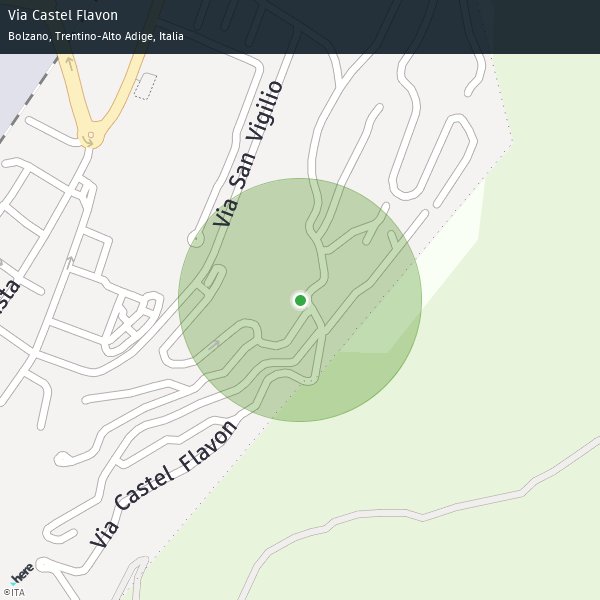 Via Castel Flavon
Bolzano, Trentino-Alto Adige, Italia
Via San Vigilio
sta
Via Castel Flavon
here
©ITA